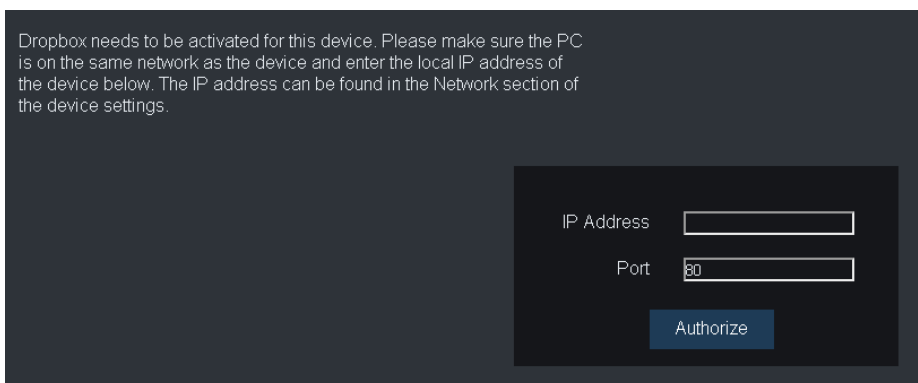 Dropbox needs to be activated for this device. Please make sure the PC
is on the same network as the device and enter the local IP address of
the device below. The IP address can be found in the Network section of
the device settings.
IP Address
Port 80
Authorize